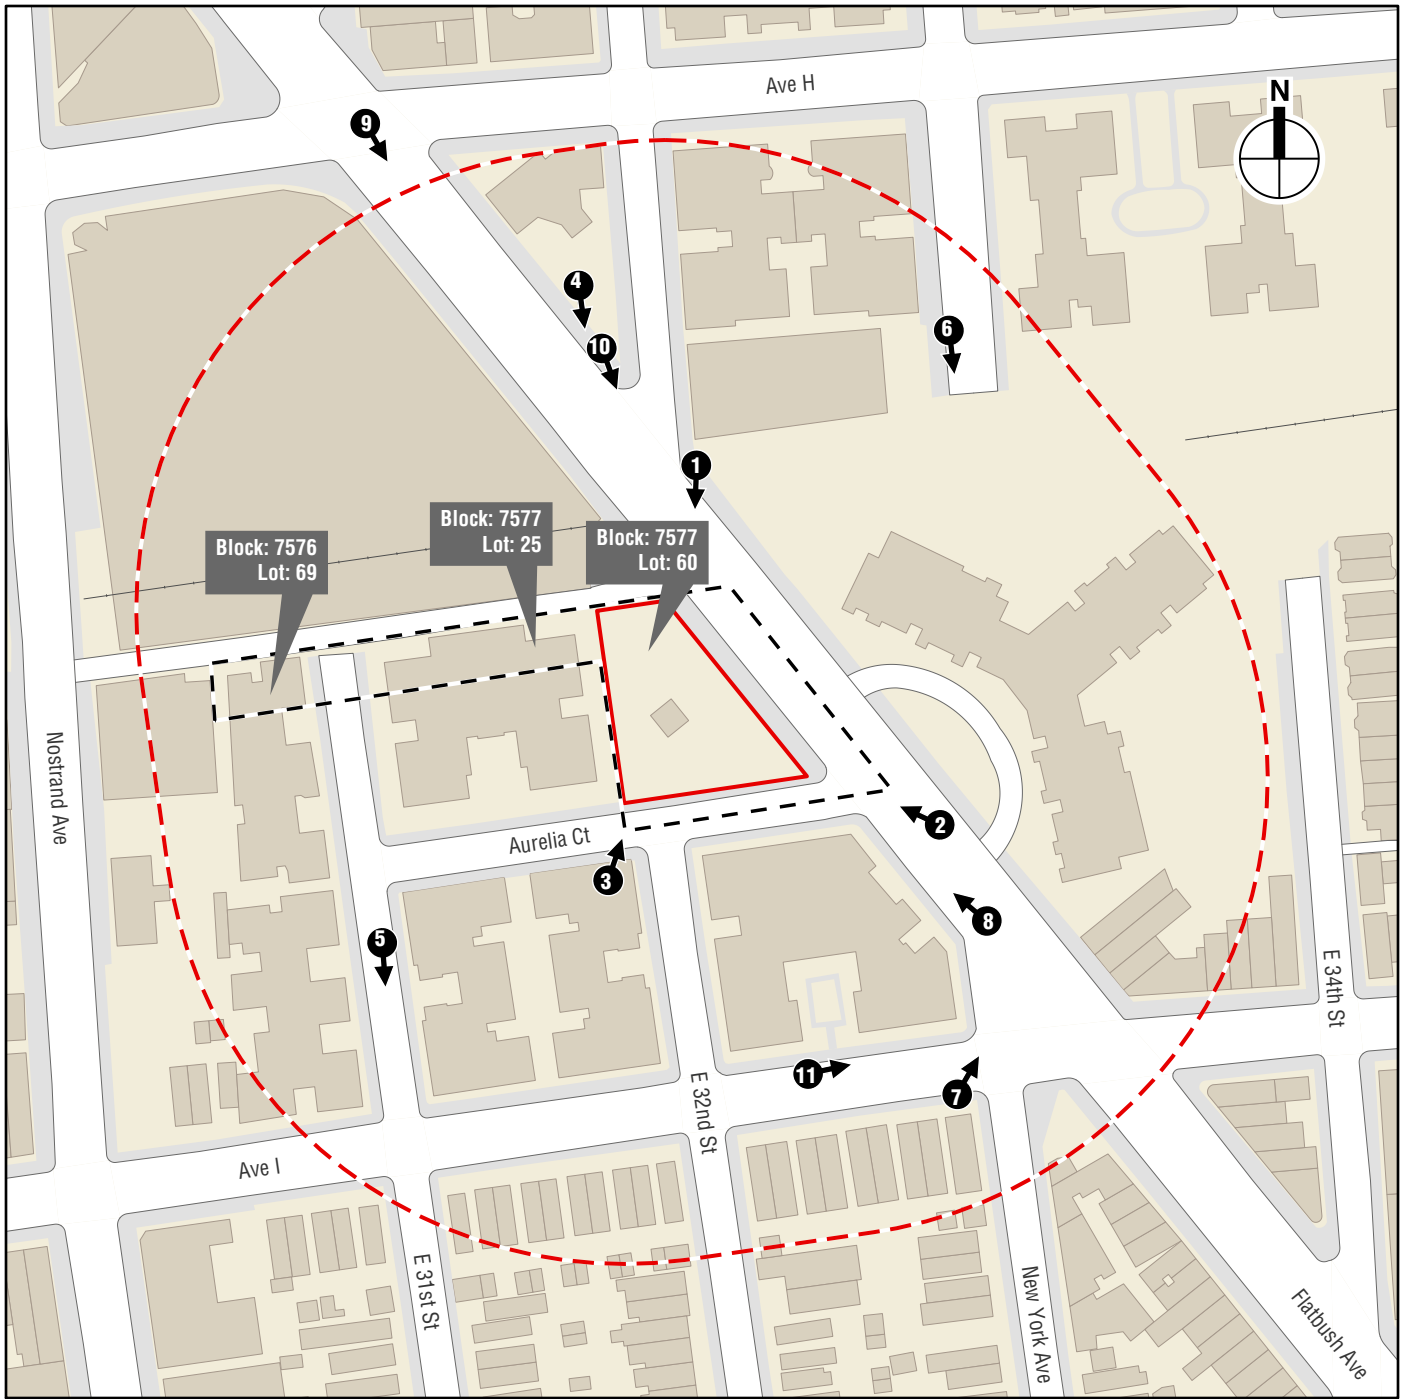 Ave H
N
9
4
10
6
1
Block: 7577
Lot: 25
Block: 7577
Lot: 60
Block: 7576
Lot: 69
Nostrand Ave
Aurelia Ct
2
3
8
5
E 34th St
11
7
E 32nd St
Ave I
E 31st St
New York Ave
Flatbush Ave